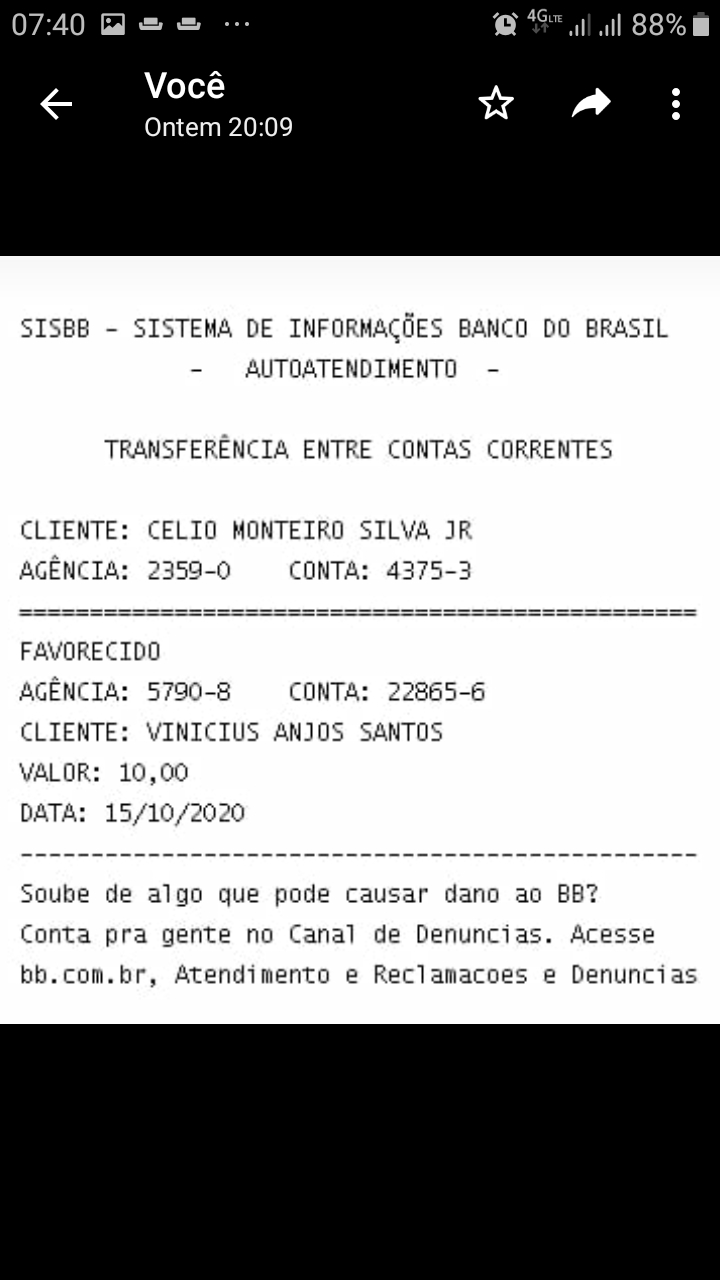 07:40 ... 4G LTE 88%
Você
Ontem 20:09
SISBB - SISTEMA DE INFORMAÇÕES BANCO DO BRASIL
- AUTOATENDIMENTO -
TRANSFERÊNCIA ENTRE CONTAS CORRENTES
CLIENTE: CELIO MONTEIRO SILVA JR
AGÊNCIA: 2359-0 CONTA: 4375-3
================================================
FAVORECIDO
AGÊNCIA: 5790-8 CONTA: 22865-6
CLIENTE: VINICIUS ANJOS SANTOS
VALOR: 10,00
DATA: 15/10/2020
------------------------------------------------
Soube de algo que pode causar dano ao BB?
Conta pra gente no Canal de Denuncias. Acesse
bb.com.br, Atendimento e Reclamacoes e Denuncias